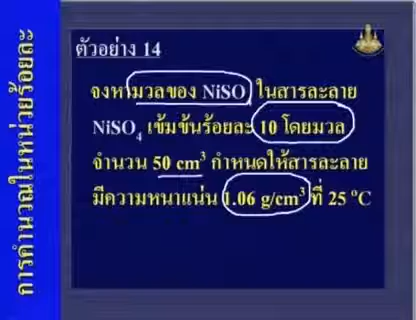 การคำนวณในหน่วยร้อยละ
ตัวอย่าง 14
จงหามวลของ NiSO₄ ในสารละลาย
NiSO₄ เข้มข้นร้อยละ 10 โดยมวล
จำนวน 50 cm³ กำหนดให้สารละลาย
มีความหนาแน่น 1.06 g/cm³ ที่ 25 °C